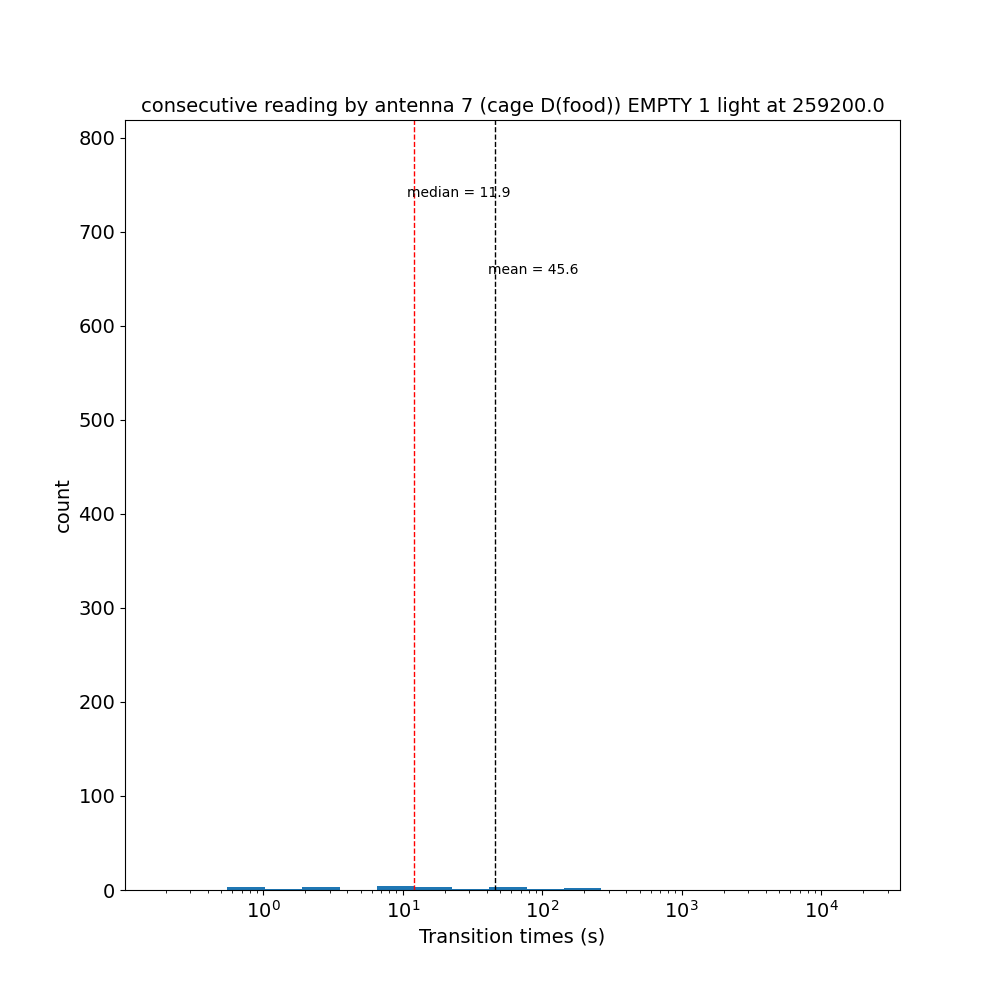 consecutive reading by antenna 7 (cage D(food)) EMPTY 1 light at 259200.0
800
median = 11.9
700
mean = 45.6
600
500
count
400
300
200
100
0
10⁰ 10¹ 10² 10³ 10⁴
Transition times (s)